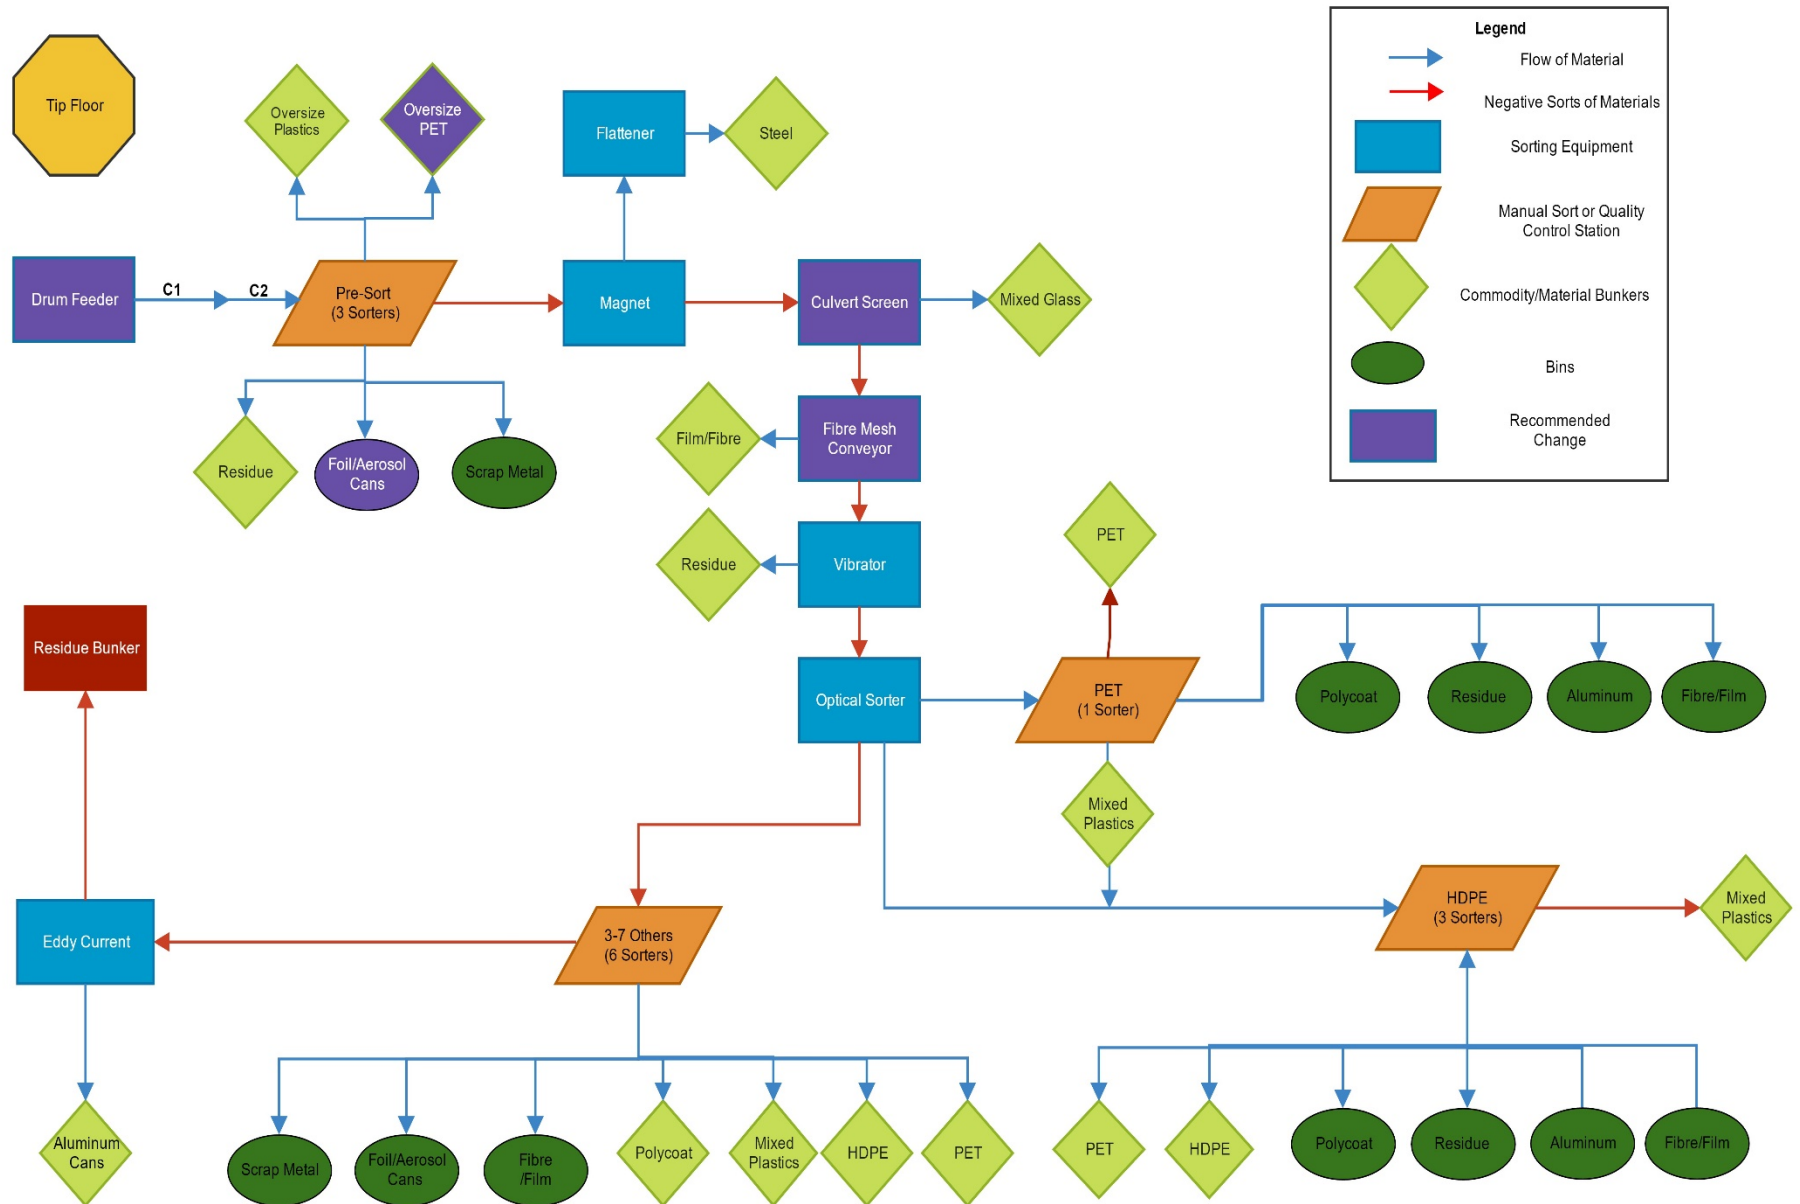 Legend
Flow of Material
Negative Sorts of Materials
Sorting Equipment
Manual Sort or Quality
Control Station
Commodity/Material Bunkers
Bins
Recommended
Change
Tip Floor
Oversize
Plastics
Oversize
PET
Flattener
Steel
Drum Feeder
C1
C2
Pre-Sort
(3 Sorters)
Magnet
Culvert Screen
Mixed Glass
Residue
Foil/Aerosol
Cans
Scrap Metal
Film/Fibre
Fibre Mesh
Conveyor
Residue
Vibrator
PET
Residue Bunker
Optical Sorter
PET
(1 Sorter)
Polycoat
Residue
Aluminum
Fibre/Film
Mixed
Plastics
Eddy Current
3-7 Others
(6 Sorters)
HDPE
(3 Sorters)
Mixed
Plastics
Aluminum
Cans
Scrap Metal
Foil/Aerosol
Cans
Fibre
/Film
Polycoat
Mixed
Plastics
HDPE
PET
PET
HDPE
Polycoat
Residue
Aluminum
Fibre/Film